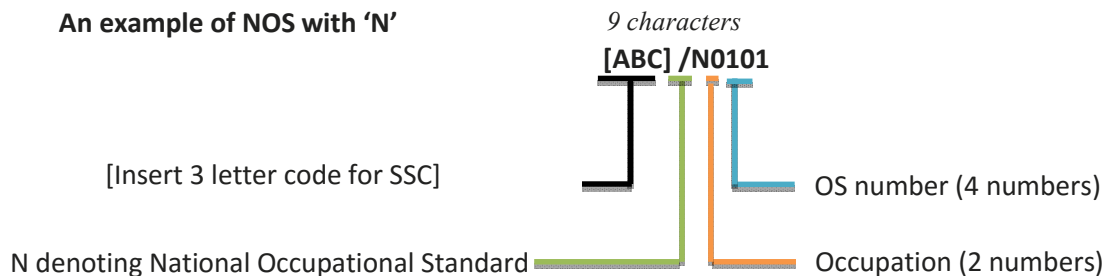 An example of NOS with ‘N’
9 characters
[ABC] /N0101
[Insert 3 letter code for SSC]
OS number (4 numbers)
N denoting National Occupational Standard
Occupation (2 numbers)